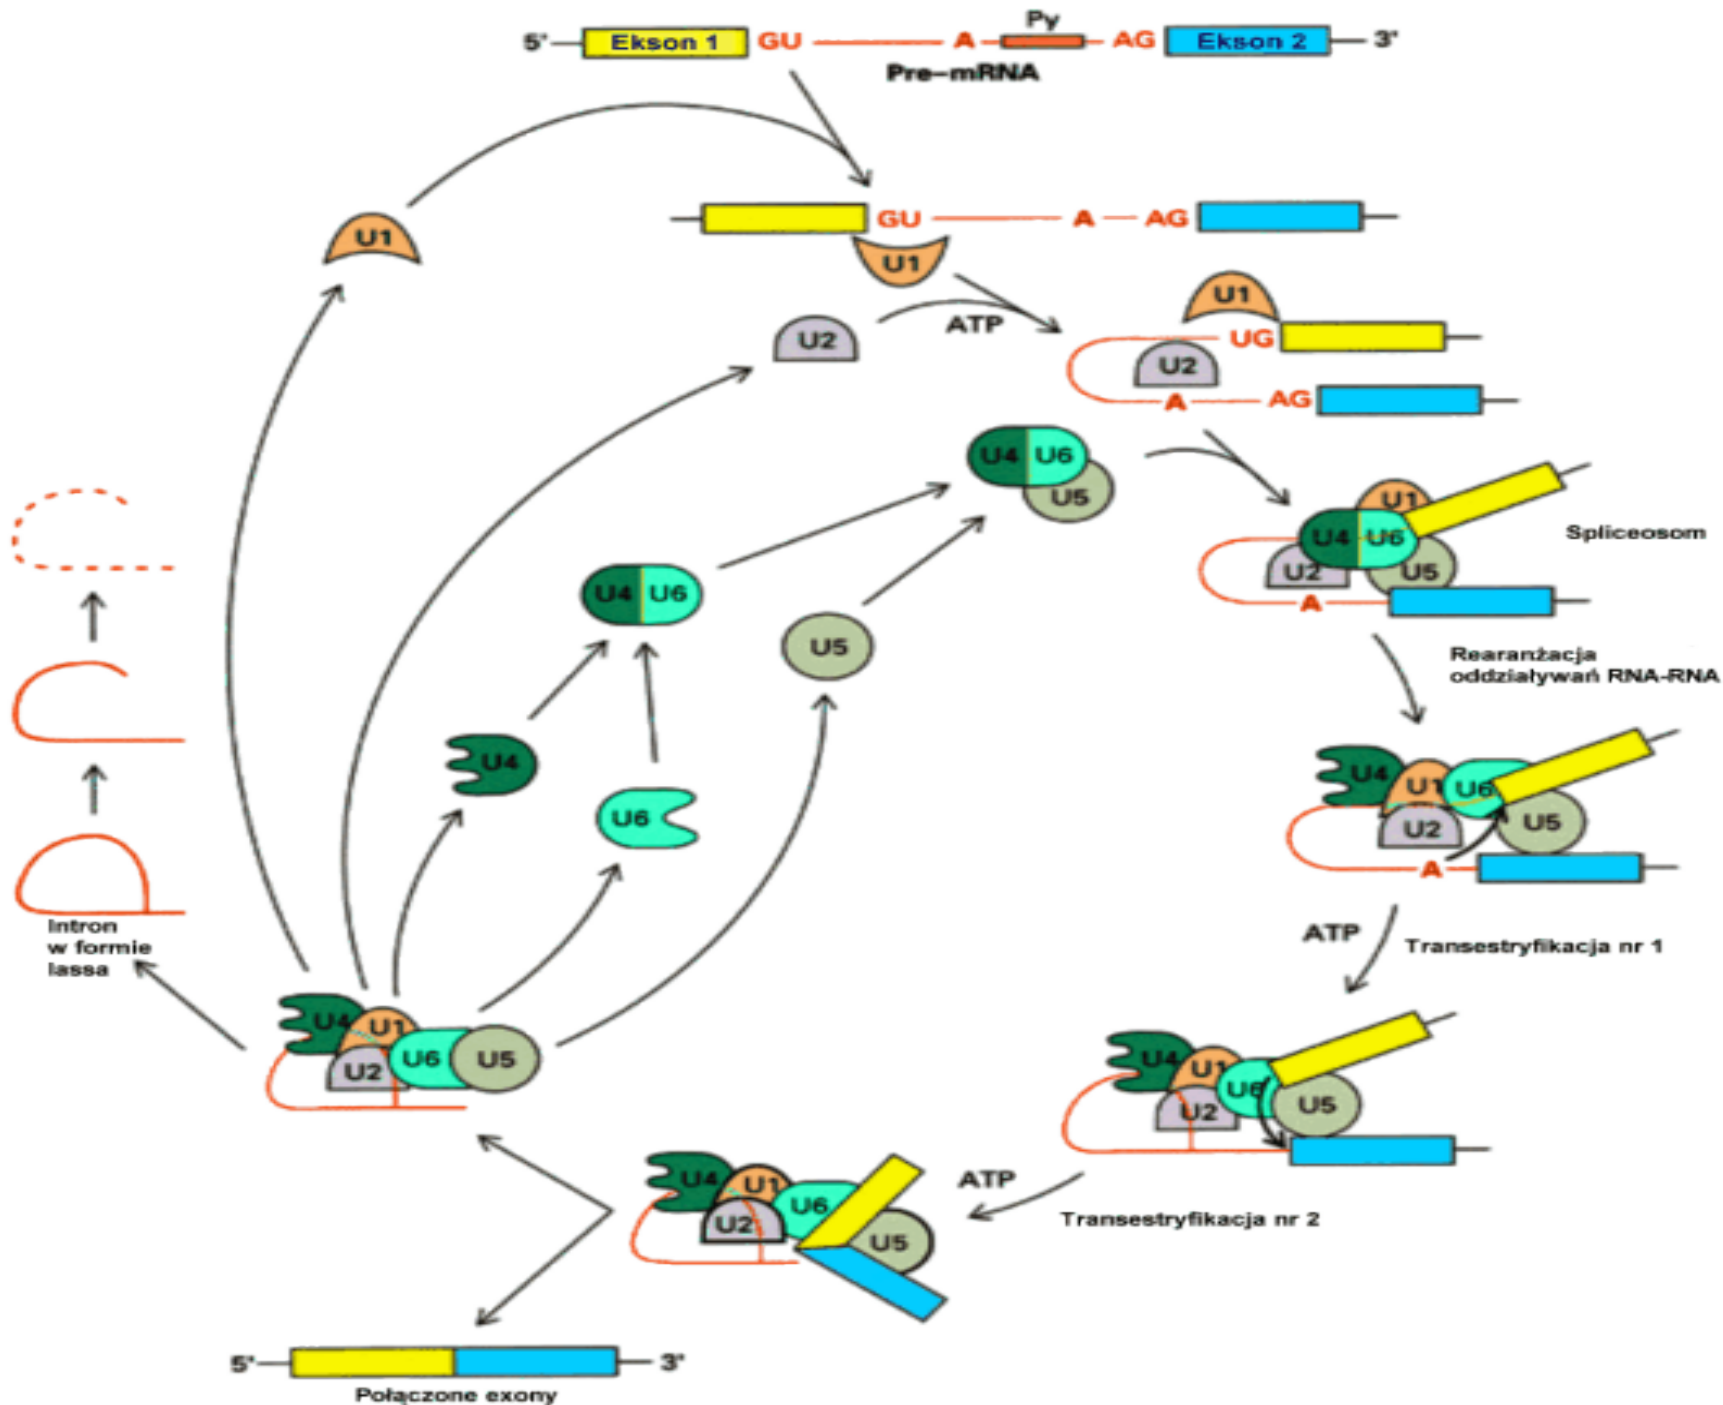 Py
5' Ekson 1 GU A AG Ekson 2 3'
Pre-mRNA
U1
GU A AG
U1
U2
ATP
U1
UG
U2
A AG
U4 U6
U5
U1
U4 U6
U2 U5
A
Spliceosom
U4 U6
U5
Rearanżacja
oddziaływań RNA-RNA
U4
U6
U4 U1 U6
U2 U5
A
ATP
Transestryfikacja nr 1
Intron
w formie
lassa
U4 U1
U2 U6 U5
U4 U1
U6
U2 U5
ATP
Transestryfikacja nr 2
U4 U1
U6
U2 U5
5' 3'
Połączone exony